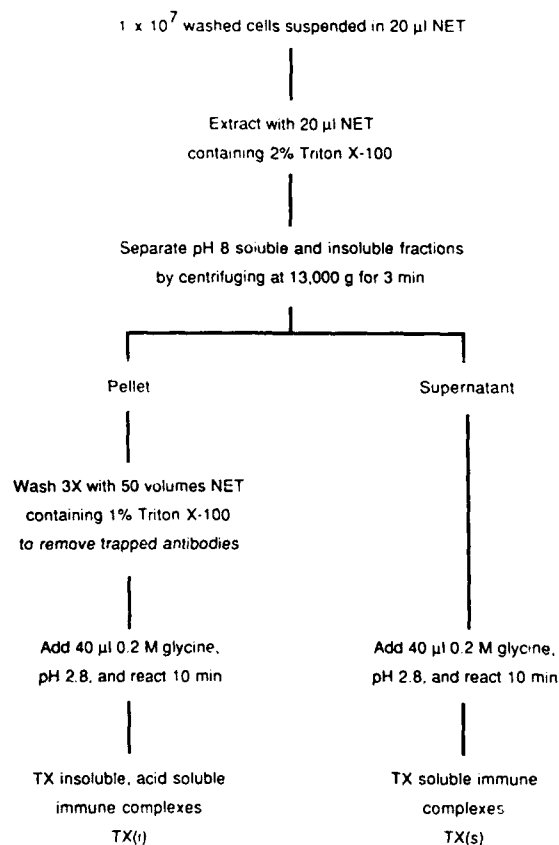 1 x 10^7 washed cells suspended in 20 µl NET
Extract with 20 µl NET
containing 2% Triton X-100
Separate pH 8 soluble and insoluble fractions
by centrifuging at 13,000 g for 3 min
Pellet
Supernatant
Wash 3X with 50 volumes NET
containing 1% Triton X-100
to remove trapped antibodies
Add 40 µl 0.2 M glycine,
pH 2.8, and react 10 min
Add 40 µl 0.2 M glycine,
pH 2.8, and react 10 min
TX insoluble, acid soluble
immune complexes
TX(i)
TX soluble immune
complexes
TX(s)